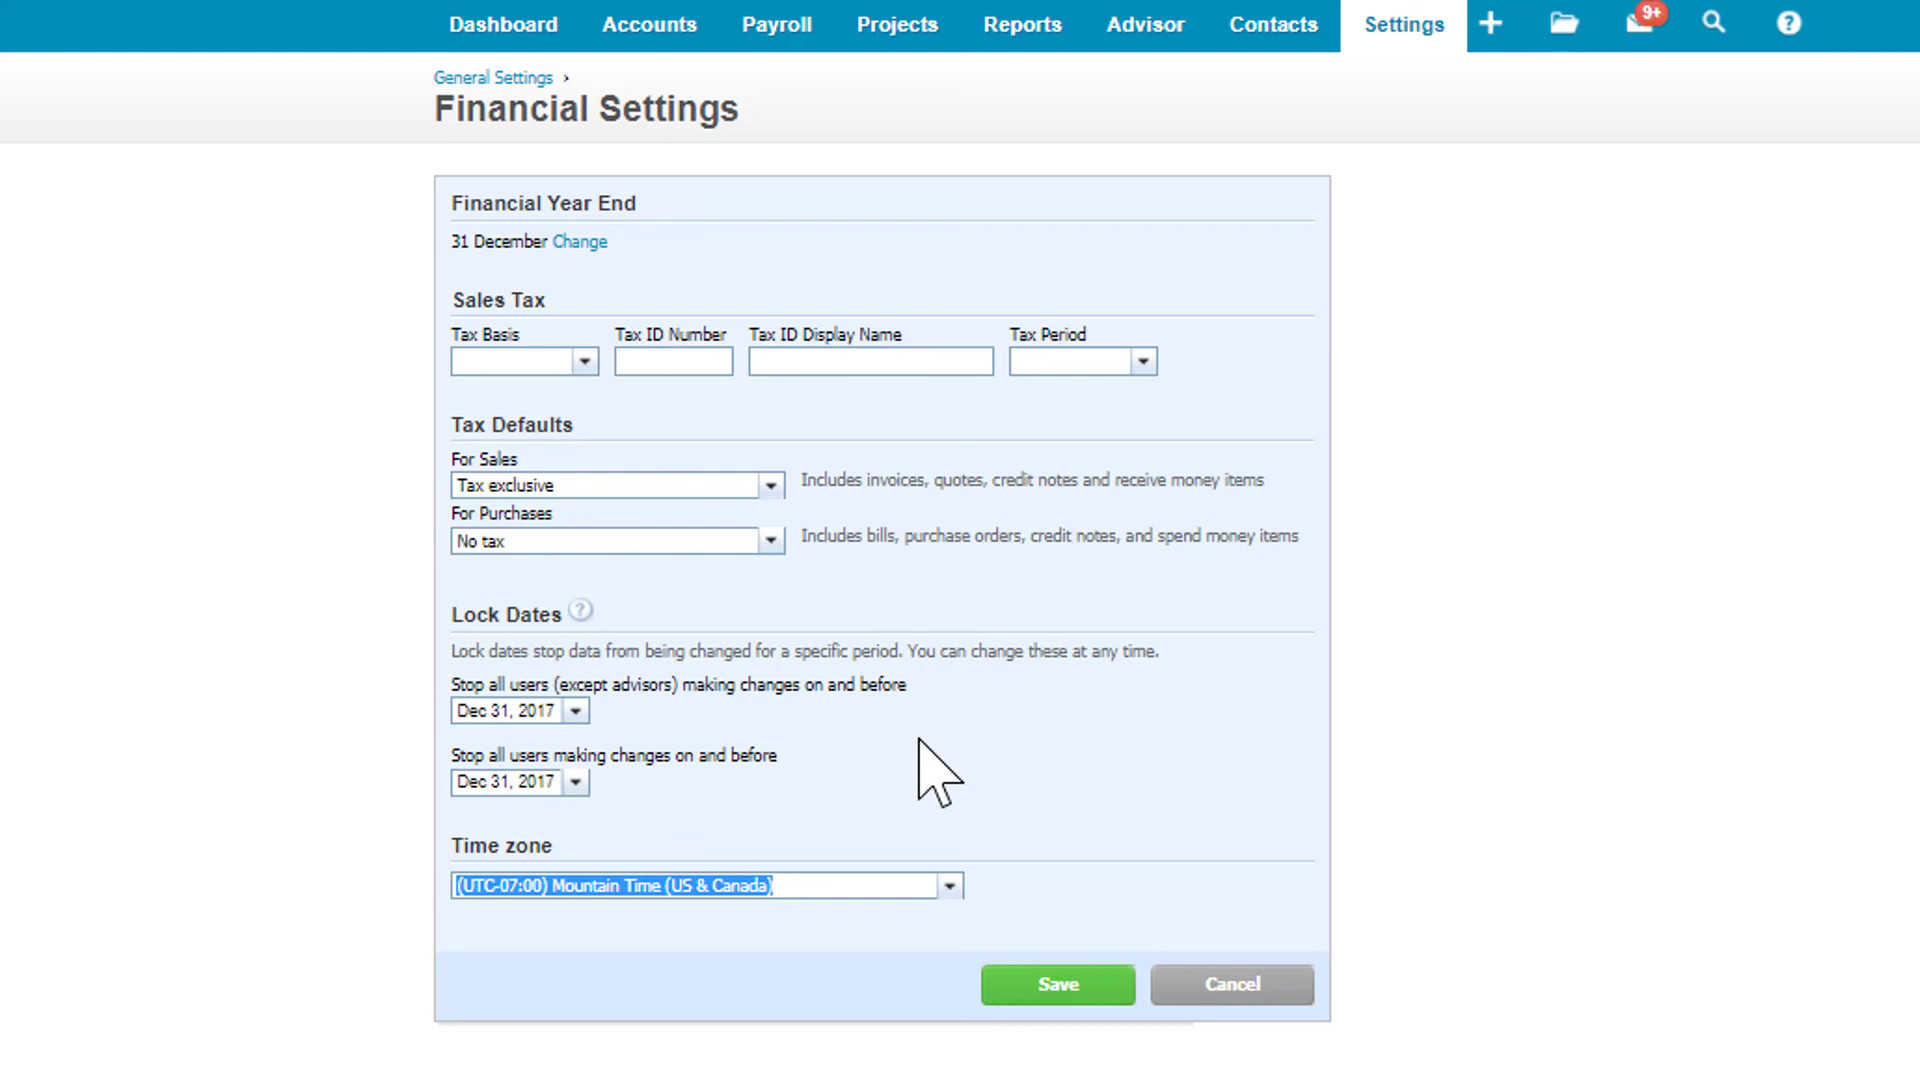 Dashboard Accounts Payroll Projects Reports Advisor Contacts Settings 9+ ?
General Settings ›
Financial Settings
Financial Year End
31 December Change
Sales Tax
Tax Basis Tax ID Number Tax ID Display Name Tax Period
Tax Defaults
For Sales
Tax exclusive Includes invoices, quotes, credit notes and receive money items
For Purchases
No tax Includes bills, purchase orders, credit notes, and spend money items
Lock Dates ?
Lock dates stop data from being changed for a specific period. You can change these at any time.
Stop all users (except advisors) making changes on and before
Dec 31, 2017
Stop all users making changes on and before
Dec 31, 2017
Time zone
(UTC-07:00) Mountain Time (US & Canada)
Save Cancel